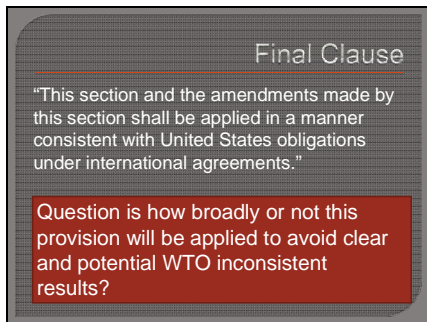 Final Clause
“This section and the amendments made by
this section shall be applied in a manner
consistent with United States obligations
under international agreements.”
Question is how broadly or not this
provision will be applied to avoid clear
and potential WTO inconsistent
results?